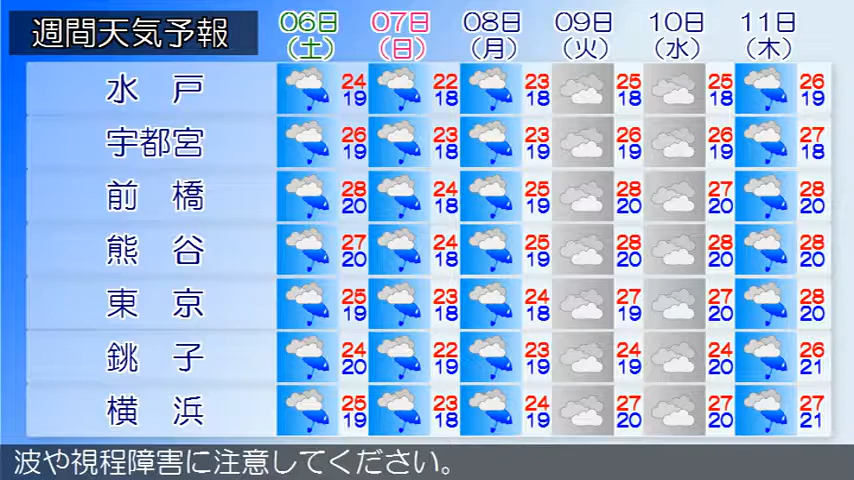 週間天気予報 06日 07日 08日 09日 10日 11日
(土) (日) (月) (火) (水) (木)
水戸 24 22 23 25 25 26
19 18 18 18 18 19
宇都宮 26 23 23 26 26 27
19 18 19 19 19 18
前橋 28 24 25 28 27 28
20 18 19 20 20 20
熊谷 27 24 25 28 28 28
20 18 19 20 20 20
東京 25 23 24 27 27 28
19 18 18 19 20 20
銚子 24 22 23 24 24 26
20 19 19 19 20 21
横浜 25 23 24 27 27 27
19 18 19 20 20 21
波や視程障害に注意してください。